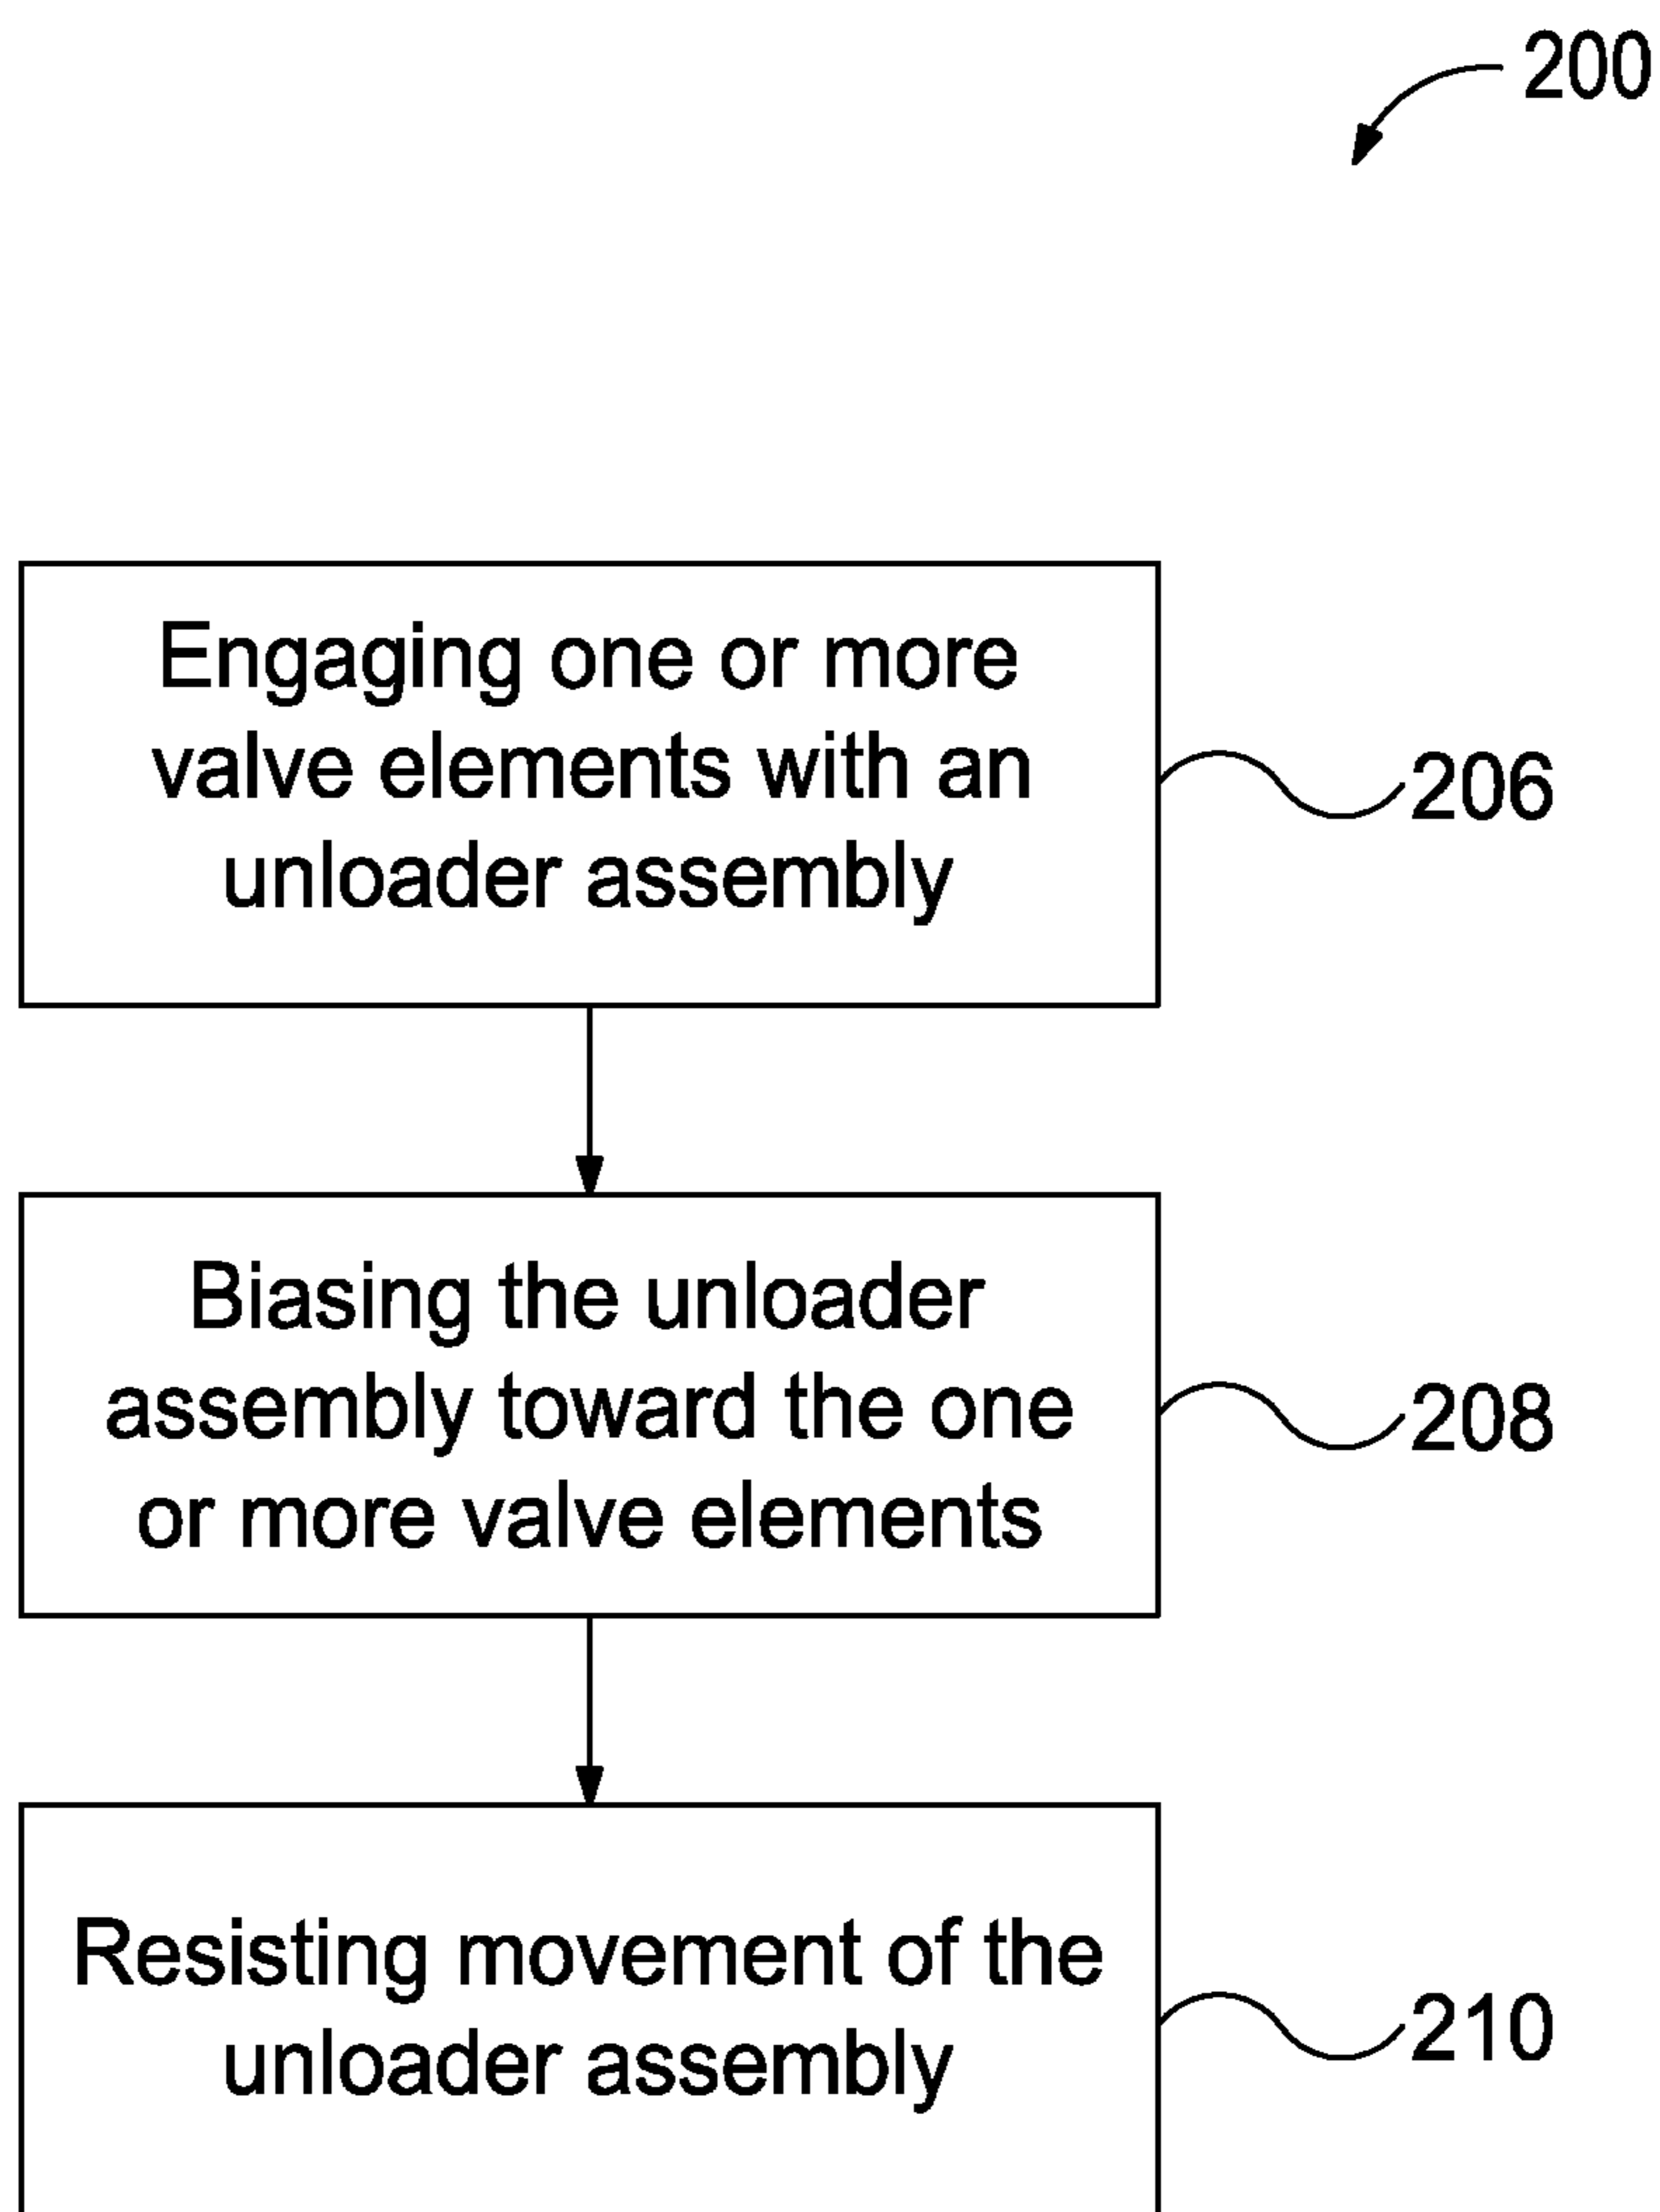 200
Engaging one or more
valve elements with an
unloader assembly
206
Biasing the unloader
assembly toward the one
or more valve elements
208
Resisting movement of the
unloader assembly
210